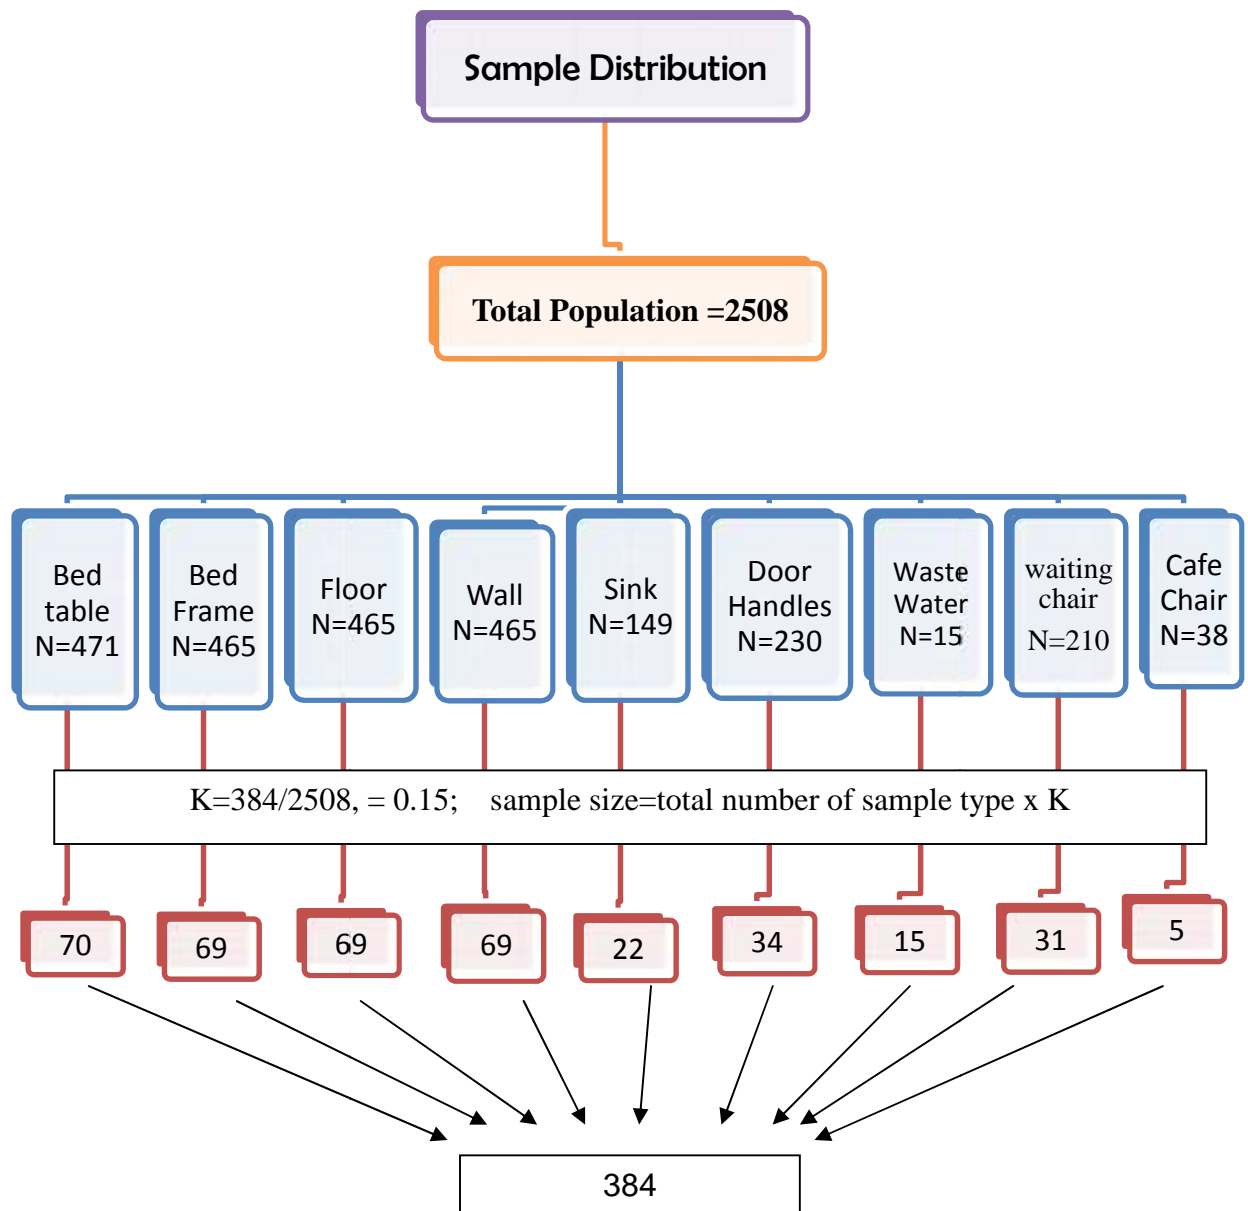 Sample Distribution
Total Population =2508
Bed
table
N=471
Bed
Frame
N=465
Floor
N=465
Wall
N=465
Sink
N=149
Door
Handles
N=230
Waste
Water
N=15
waiting
chair
N=210
Cafe
Chair
N=38
K=384/2508, = 0.15; sample size=total number of sample type x K
70
69
69
69
22
34
15
31
5
384